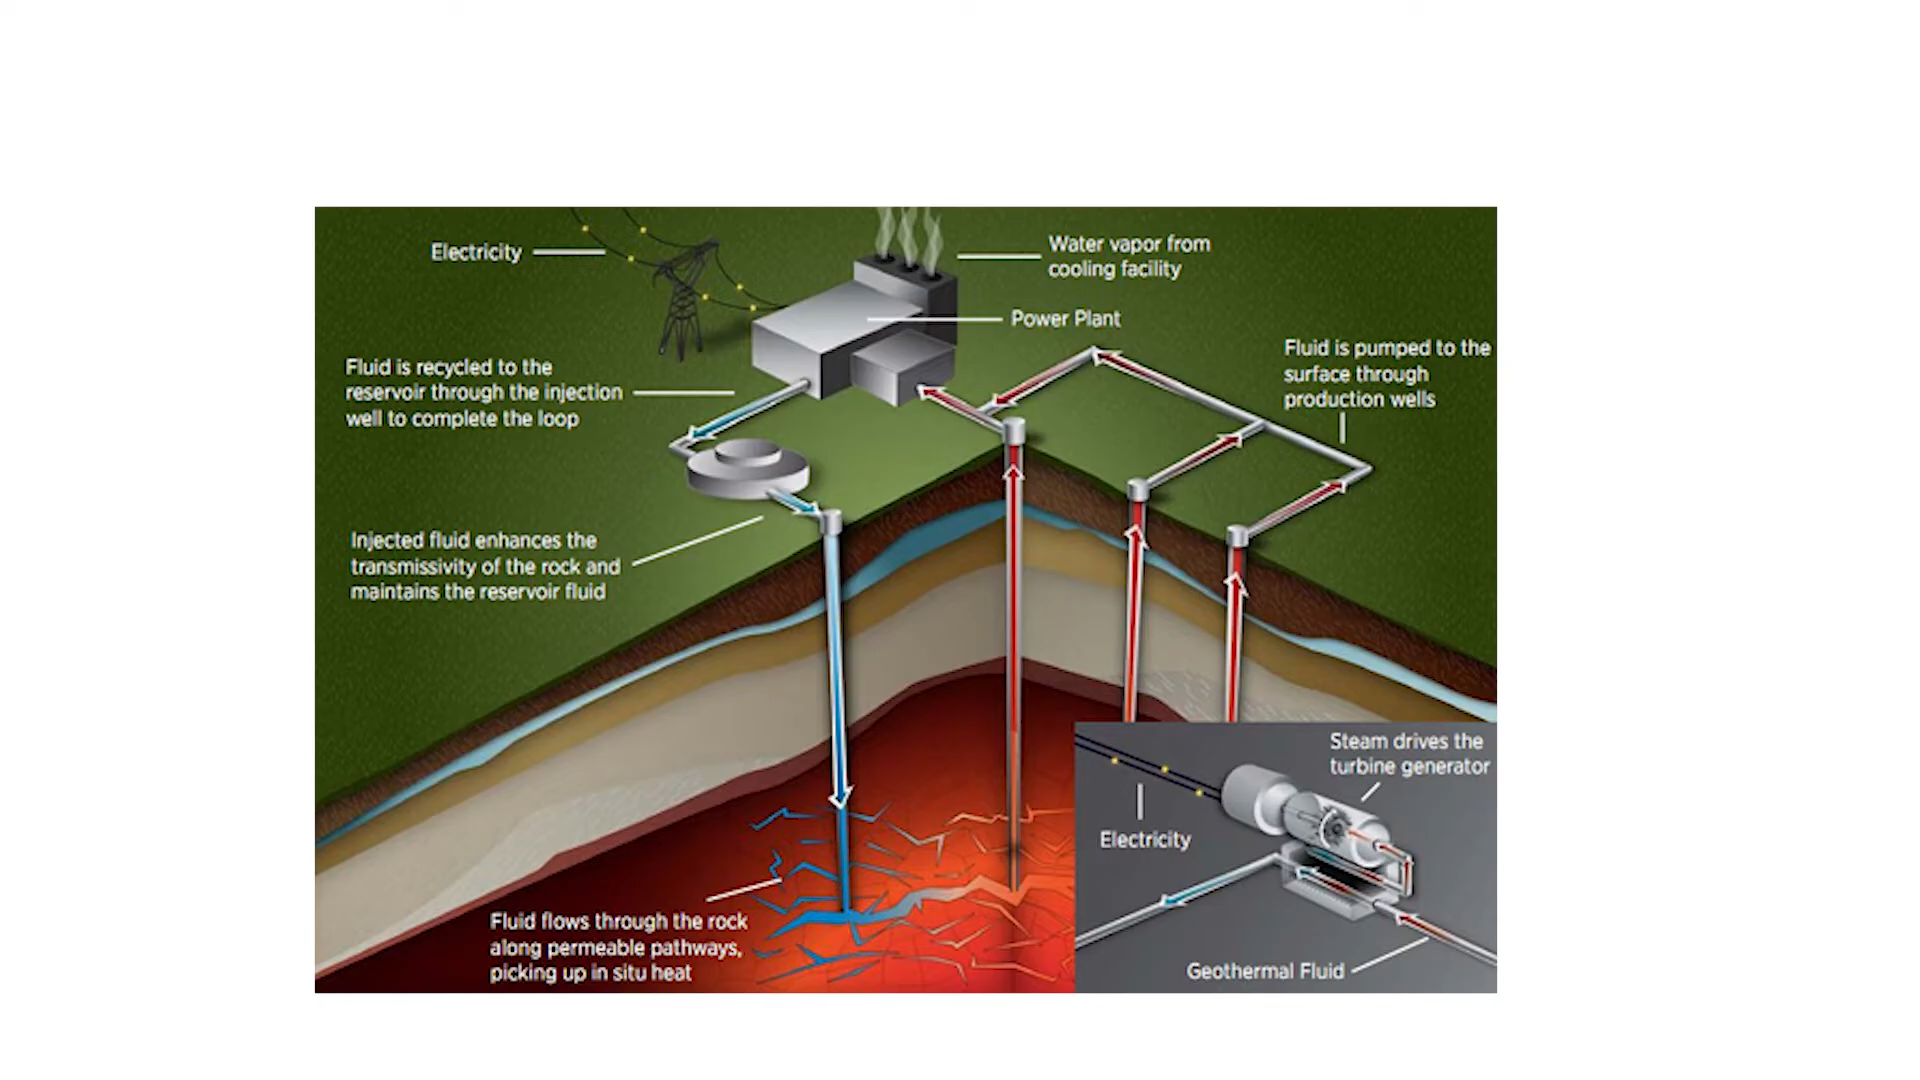 Electricity
Water vapor from
cooling facility
Power Plant
Fluid is pumped to the
surface through
production wells
Fluid is recycled to the
reservoir through the injection
well to complete the loop
Injected fluid enhances the
transmissivity of the rock and
maintains the reservoir fluid
Fluid flows through the rock
along permeable pathways,
picking up in situ heat
Steam drives the
turbine generator
Electricity
Geothermal Fluid